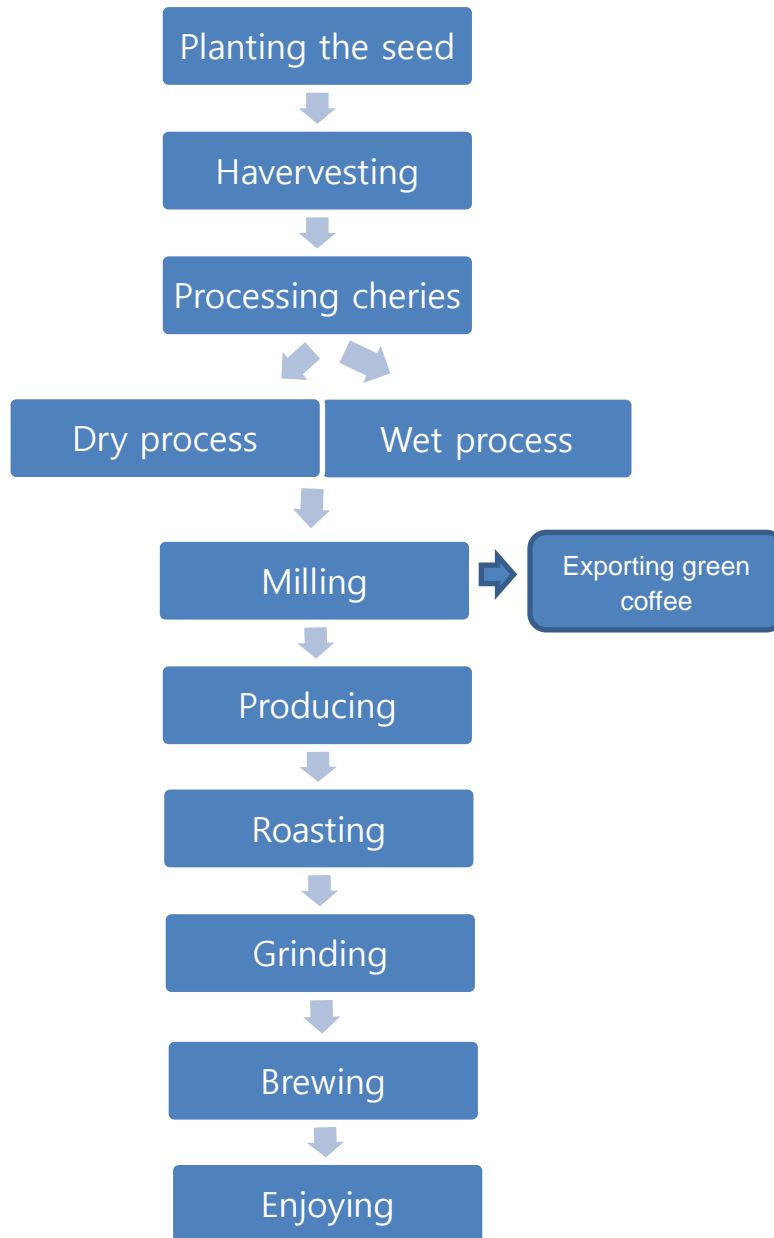 Planting the seed
Havervesting
Processing cheries
Dry process
Wet process
Milling
Exporting green
coffee
Producing
Roasting
Grinding
Brewing
Enjoying